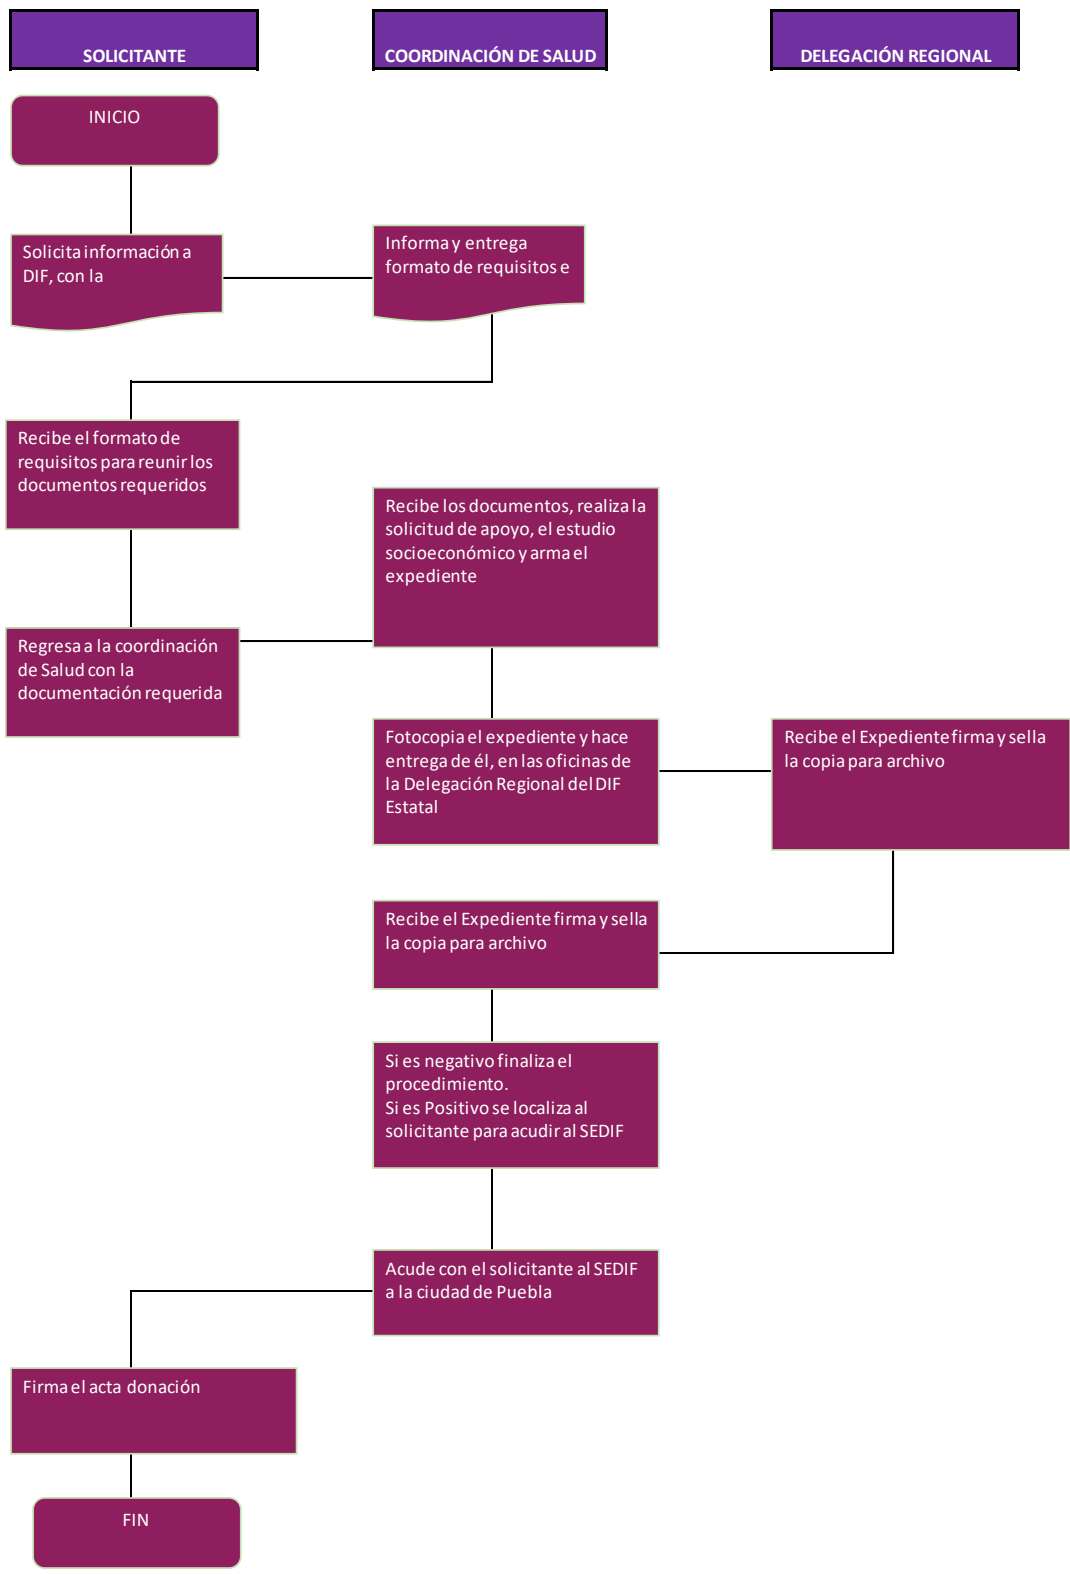 SOLICITANTE
COORDINACIÓN DE SALUD
DELEGACIÓN REGIONAL
INICIO
Solicita información a
DIF, con la
Informa y entrega
formato de requisitos e
Recibe el formato de
requisitos para reunir los
documentos requeridos
Recibe los documentos, realiza la
solicitud de apoyo, el estudio
socioeconómico y arma el
expediente
Regresa a la coordinación
de Salud con la
documentación requerida
Fotocopia el expediente y hace
entrega de él, en las oficinas de
la Delegación Regional del DIF
Estatal
Recibe el Expediente firma y sella
la copia para archivo
Recibe el Expediente firma y sella
la copia para archivo
Si es negativo finaliza el
procedimiento.
Si es Positivo se localiza al
solicitante para acudir al SEDIF
Acude con el solicitante al SEDIF
a la ciudad de Puebla
Firma el acta donación
FIN